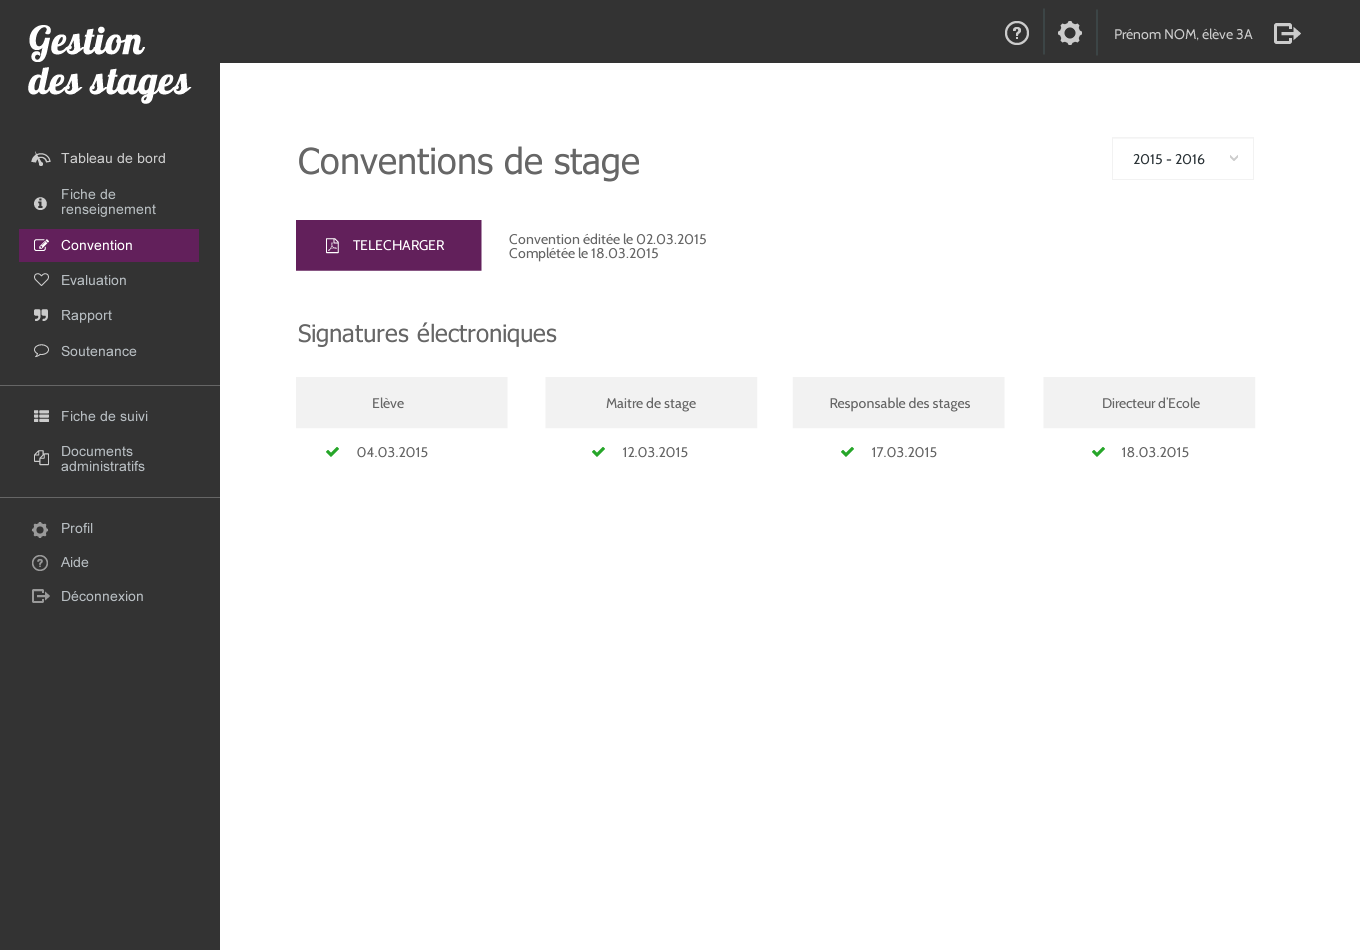 Gestion
des stages
Prénom NOM, élève 3A
Tableau de bord
Fiche de
renseignement
Convention
Evaluation
Rapport
Soutenance
Fiche de suivi
Documents
administratifs
Profil
Aide
Déconnexion
Conventions de stage
2015 - 2016
TELECHARGER
Convention éditée le 02.03.2015
Complétée le 18.03.2015
Signatures électroniques
Elève
Maitre de stage
Responsable des stages
Directeur d'Ecole
04.03.2015
12.03.2015
17.03.2015
18.03.2015